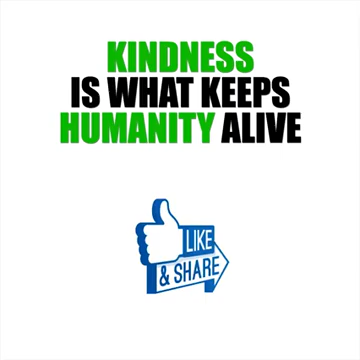 KINDNESS
IS WHAT KEEPS
HUMANITY ALIVE
LIKE
& SHARE